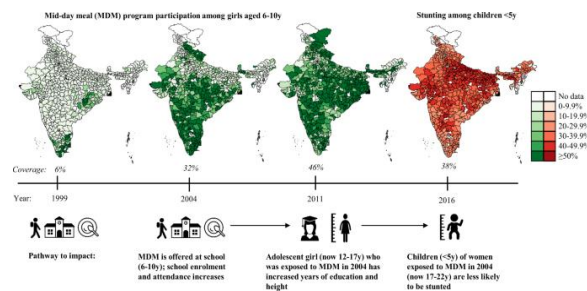 Mid-day meal (MDM) program participation among girls aged 6-10y
Stunting among children <5y
No data
0-9.9%
10-19.9%
20-29.9%
30-39.9%
40-49.9%
≥50%
Coverage: 6% 32% 46% 38%
Year: 1999 2004 2011 2016
Pathway to impact:
MDM is offered at school
(6-10y); school enrolment
and attendance increases
Adolescent girl (now 12-17y) who
was exposed to MDM in 2004 has
increased years of education and
height
Children (<5y) of women
exposed to MDM in 2004
(now 17-22y) are less likely to
be stunted